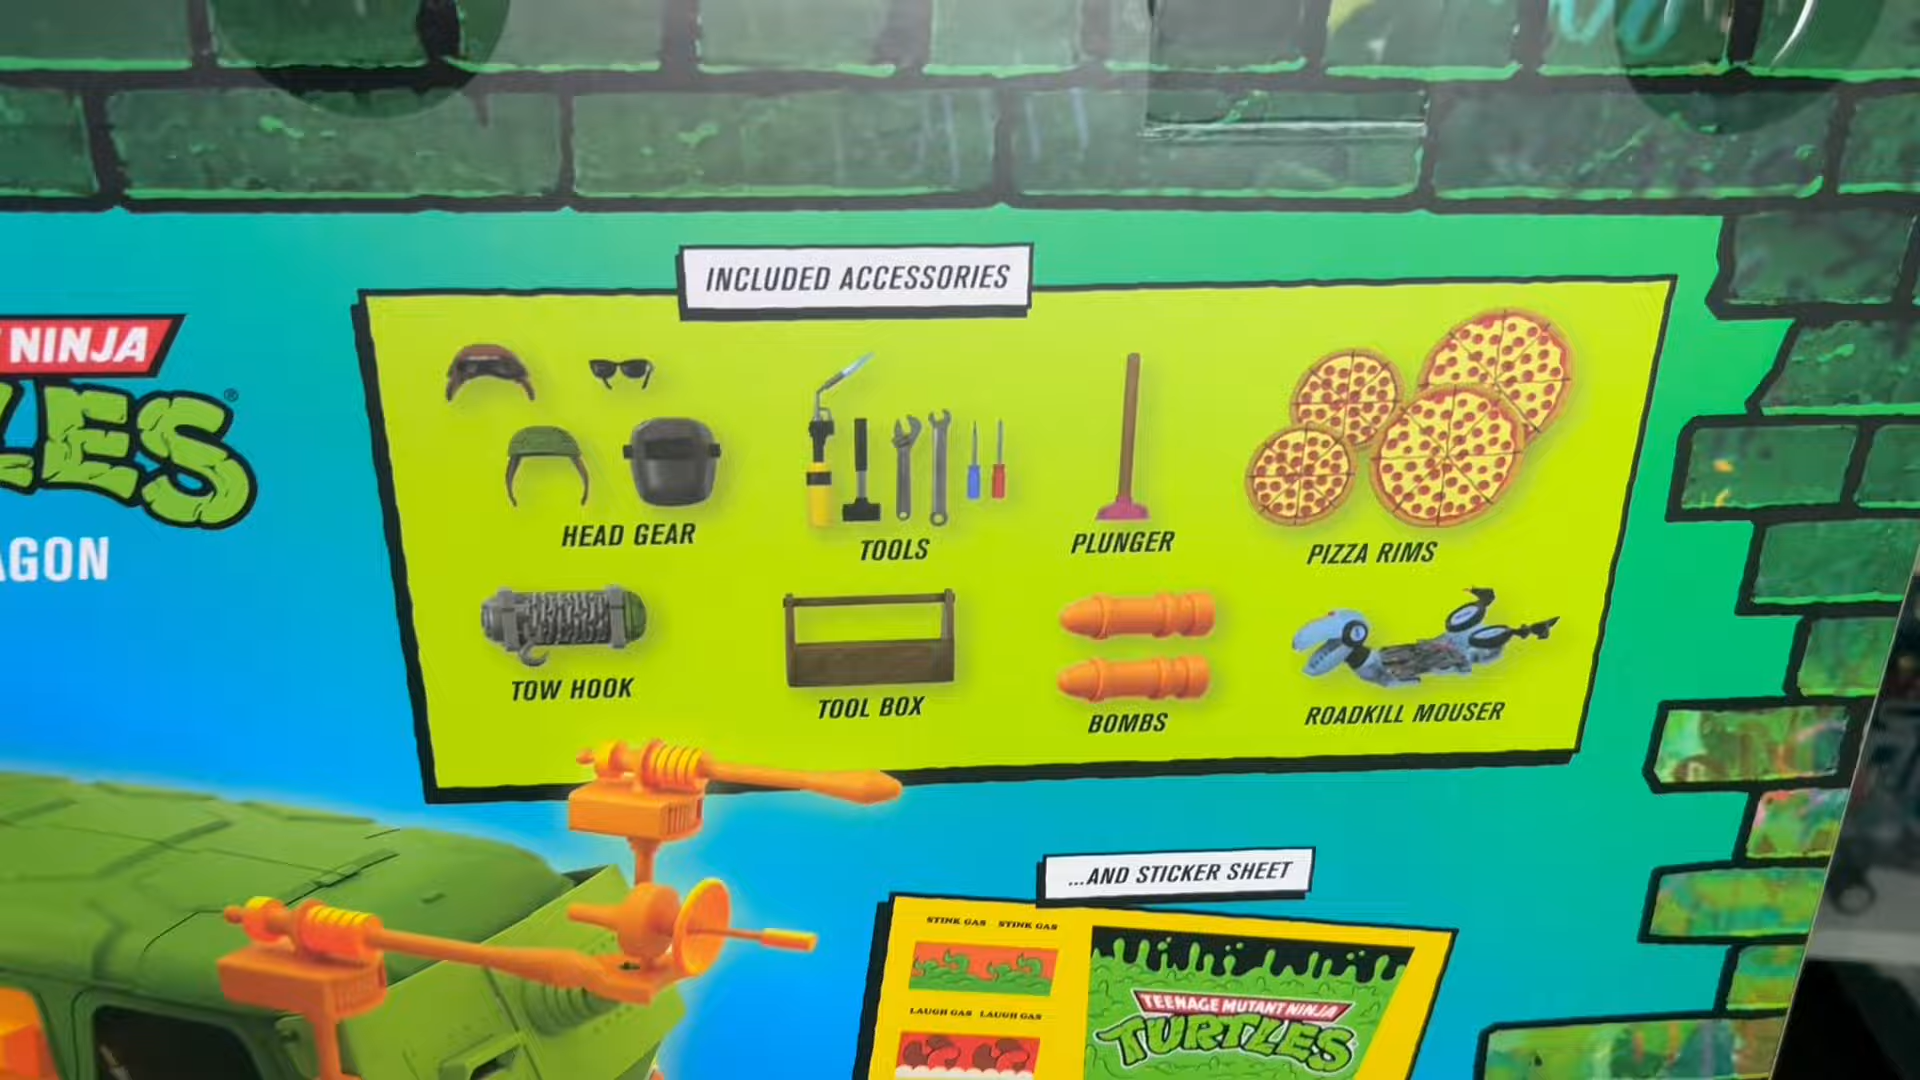 INCLUDED ACCESSORIES
NINJA
LES®
AGON
HEAD GEAR
TOOLS
PLUNGER
PIZZA RIMS
TOW HOOK
TOOL BOX
BOMBS
ROADKILL MOUSER
...AND STICKER SHEET
STINK GAS STINK GAS
LAUGH GAS LAUGH GAS
TEENAGE MUTANT NINJA
TURTLES